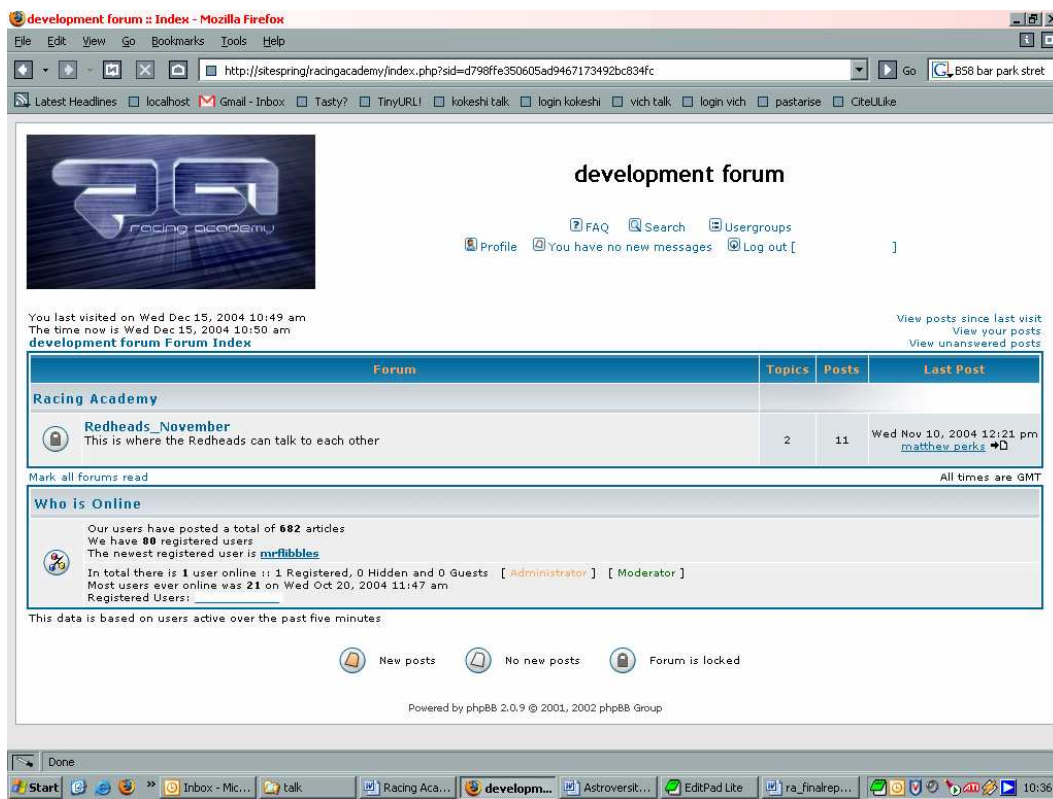 development forum :: Index - Mozilla Firefox
File Edit View Go Bookmarks Tools Help
http://sitespring/racingacademy/index.php?sid=d798ffe350605ad9467173492bc834fc Go BS8 bar park stret
Latest Headlines localhost Gmail - Inbox Tasty? TinyURL! kokeshi talk login kokeshi vich talk login vich pastarise CiteULike
racing academy
development forum
FAQ Search Usergroups
Profile You have no new messages Log out [ ]
You last visited on Wed Dec 15, 2004 10:49 am
The time now is Wed Dec 15, 2004 10:50 am
development forum Forum Index
View posts since last visit
View your posts
View unanswered posts
Forum Topics Posts Last Post
Racing Academy
Redheads_November
This is where the Redheads can talk to each other
2 11 Wed Nov 10, 2004 12:21 pm
matthew perks
Mark all forums read All times are GMT
Who is Online
Our users have posted a total of 682 articles
We have 80 registered users
The newest registered user is mrflibbles
In total there is 1 user online :: 1 Registered, 0 Hidden and 0 Guests [ Administrator ] [ Moderator ]
Most users ever online was 21 on Wed Oct 20, 2004 11:47 am
Registered Users:
This data is based on users active over the past five minutes
New posts No new posts Forum is locked
Powered by phpBB 2.0.9 © 2001, 2002 phpBB Group
Done
Start » Inbox - Mic... talk Racing Aca... developm... Astroversit... EditPad Lite ra_finalrep... 10:36